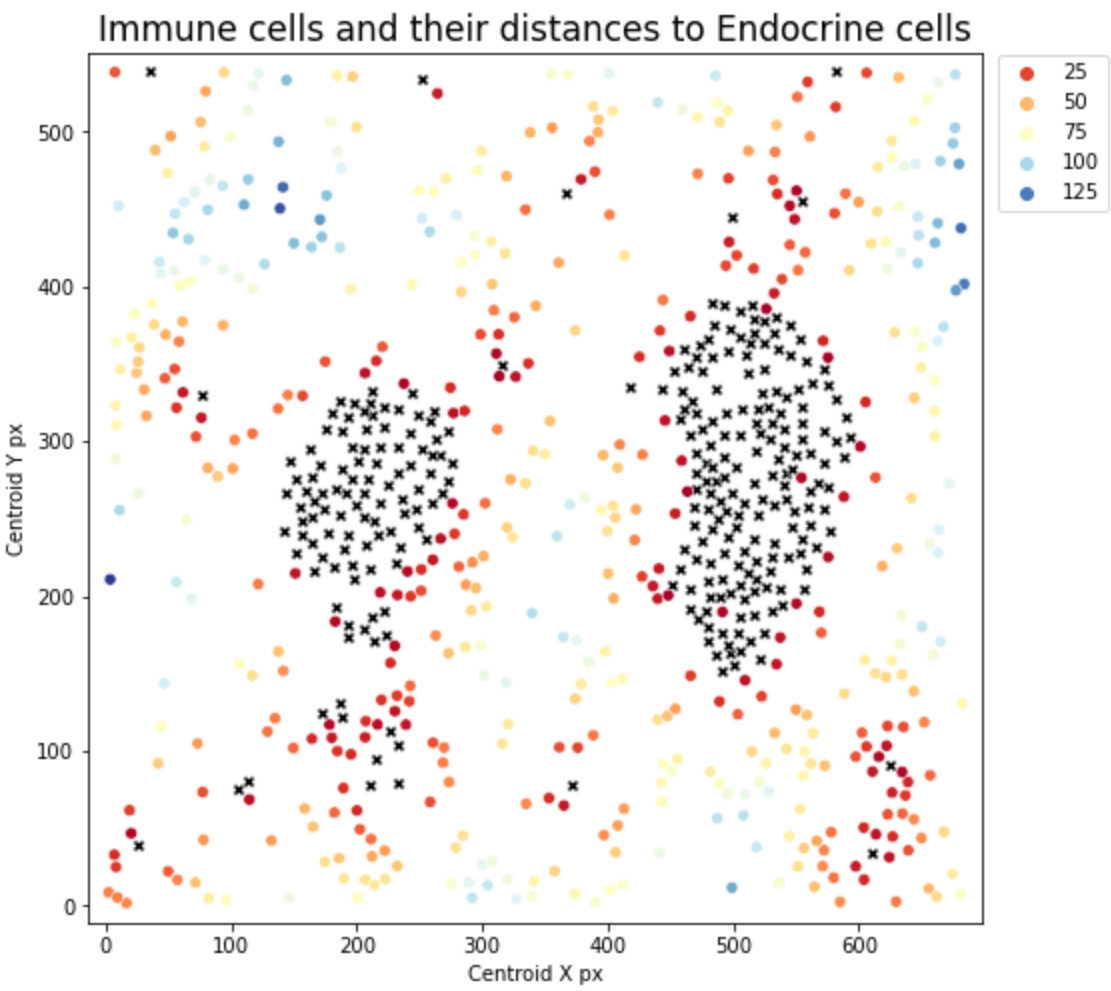 Immune cells and their distances to Endocrine cells
25
50
75
100
125
Centroid Y px
500
400
300
200
100
0
0 100 200 300 400 500 600
Centroid X px